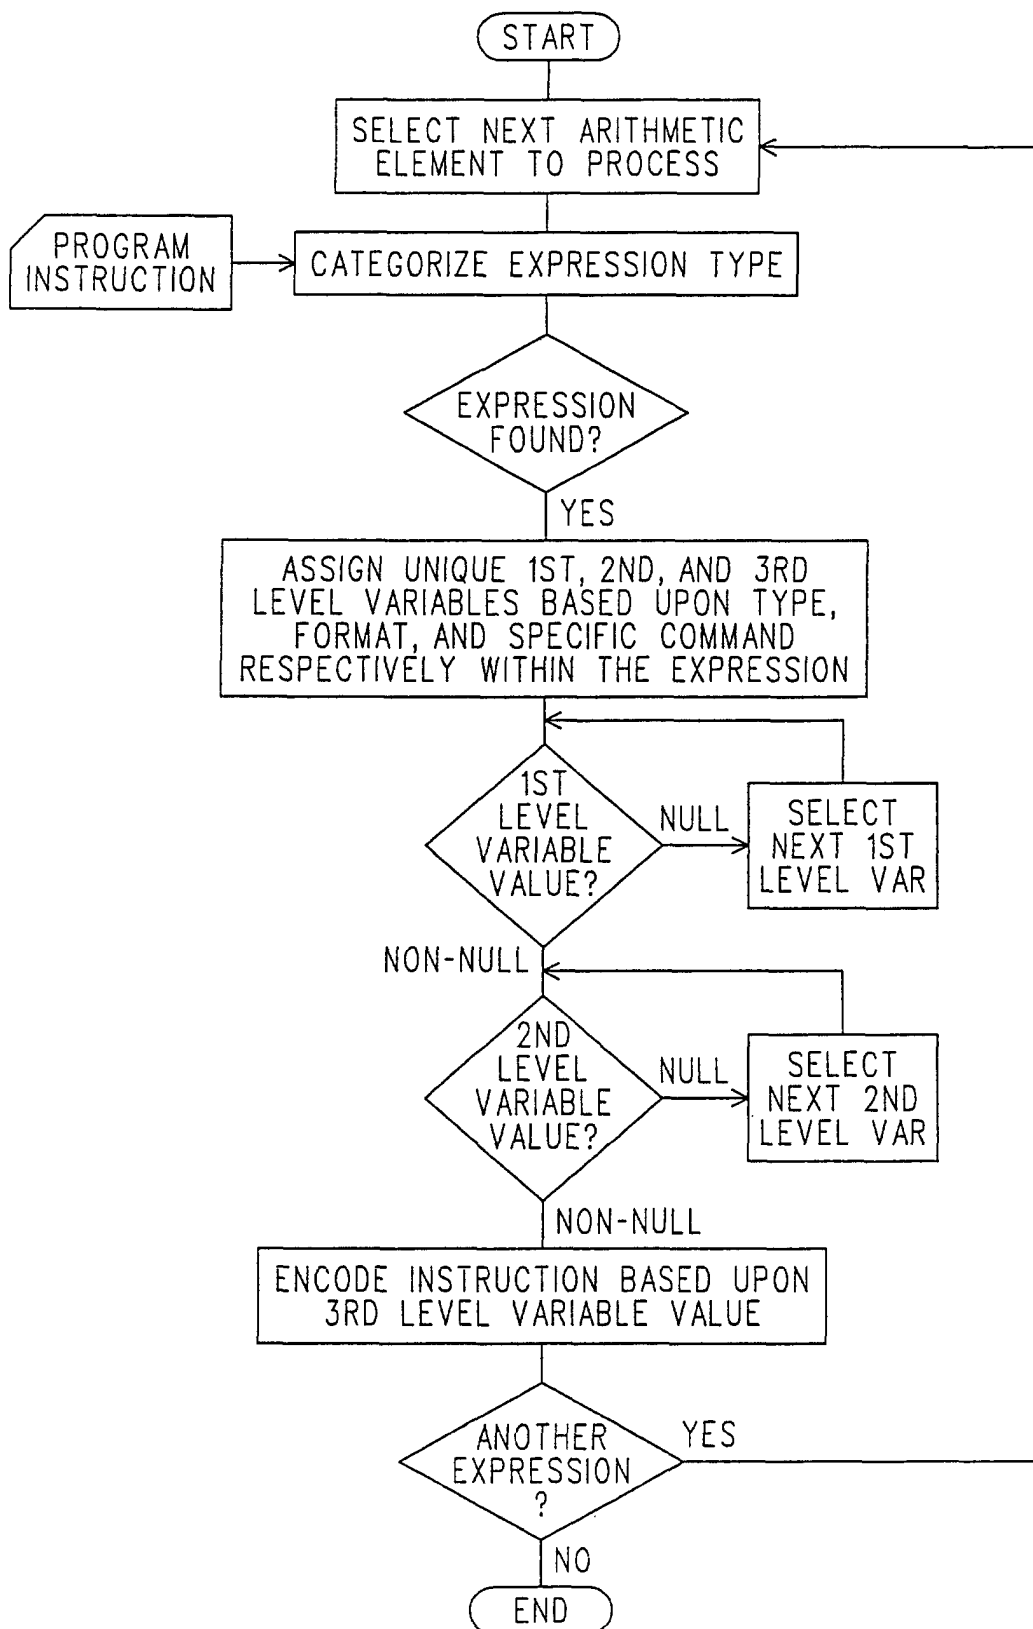 START
SELECT NEXT ARITHMETIC
ELEMENT TO PROCESS
PROGRAM
INSTRUCTION
CATEGORIZE EXPRESSION TYPE
EXPRESSION
FOUND?
YES
ASSIGN UNIQUE 1ST, 2ND, AND 3RD
LEVEL VARIABLES BASED UPON TYPE,
FORMAT, AND SPECIFIC COMMAND
RESPECTIVELY WITHIN THE EXPRESSION
1ST
LEVEL
VARIABLE
VALUE?
NULL
SELECT
NEXT 1ST
LEVEL VAR
NON-NULL
2ND
LEVEL
VARIABLE
VALUE?
NULL
SELECT
NEXT 2ND
LEVEL VAR
NON-NULL
ENCODE INSTRUCTION BASED UPON
3RD LEVEL VARIABLE VALUE
ANOTHER
EXPRESSION
?
YES
NO
END